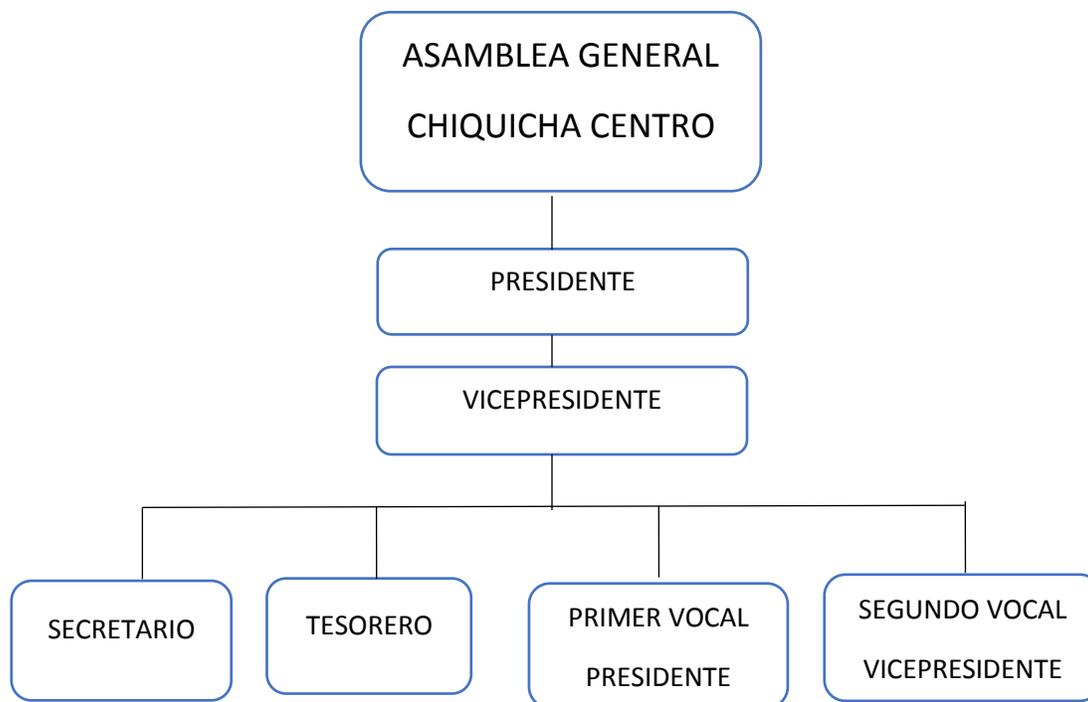 ASAMBLEA GENERAL
CHIQUICHA CENTRO
PRESIDENTE
VICEPRESIDENTE
SECRETARIO
TESORERO
PRIMER VOCAL
PRESIDENTE
SEGUNDO VOCAL
VICEPRESIDENTE